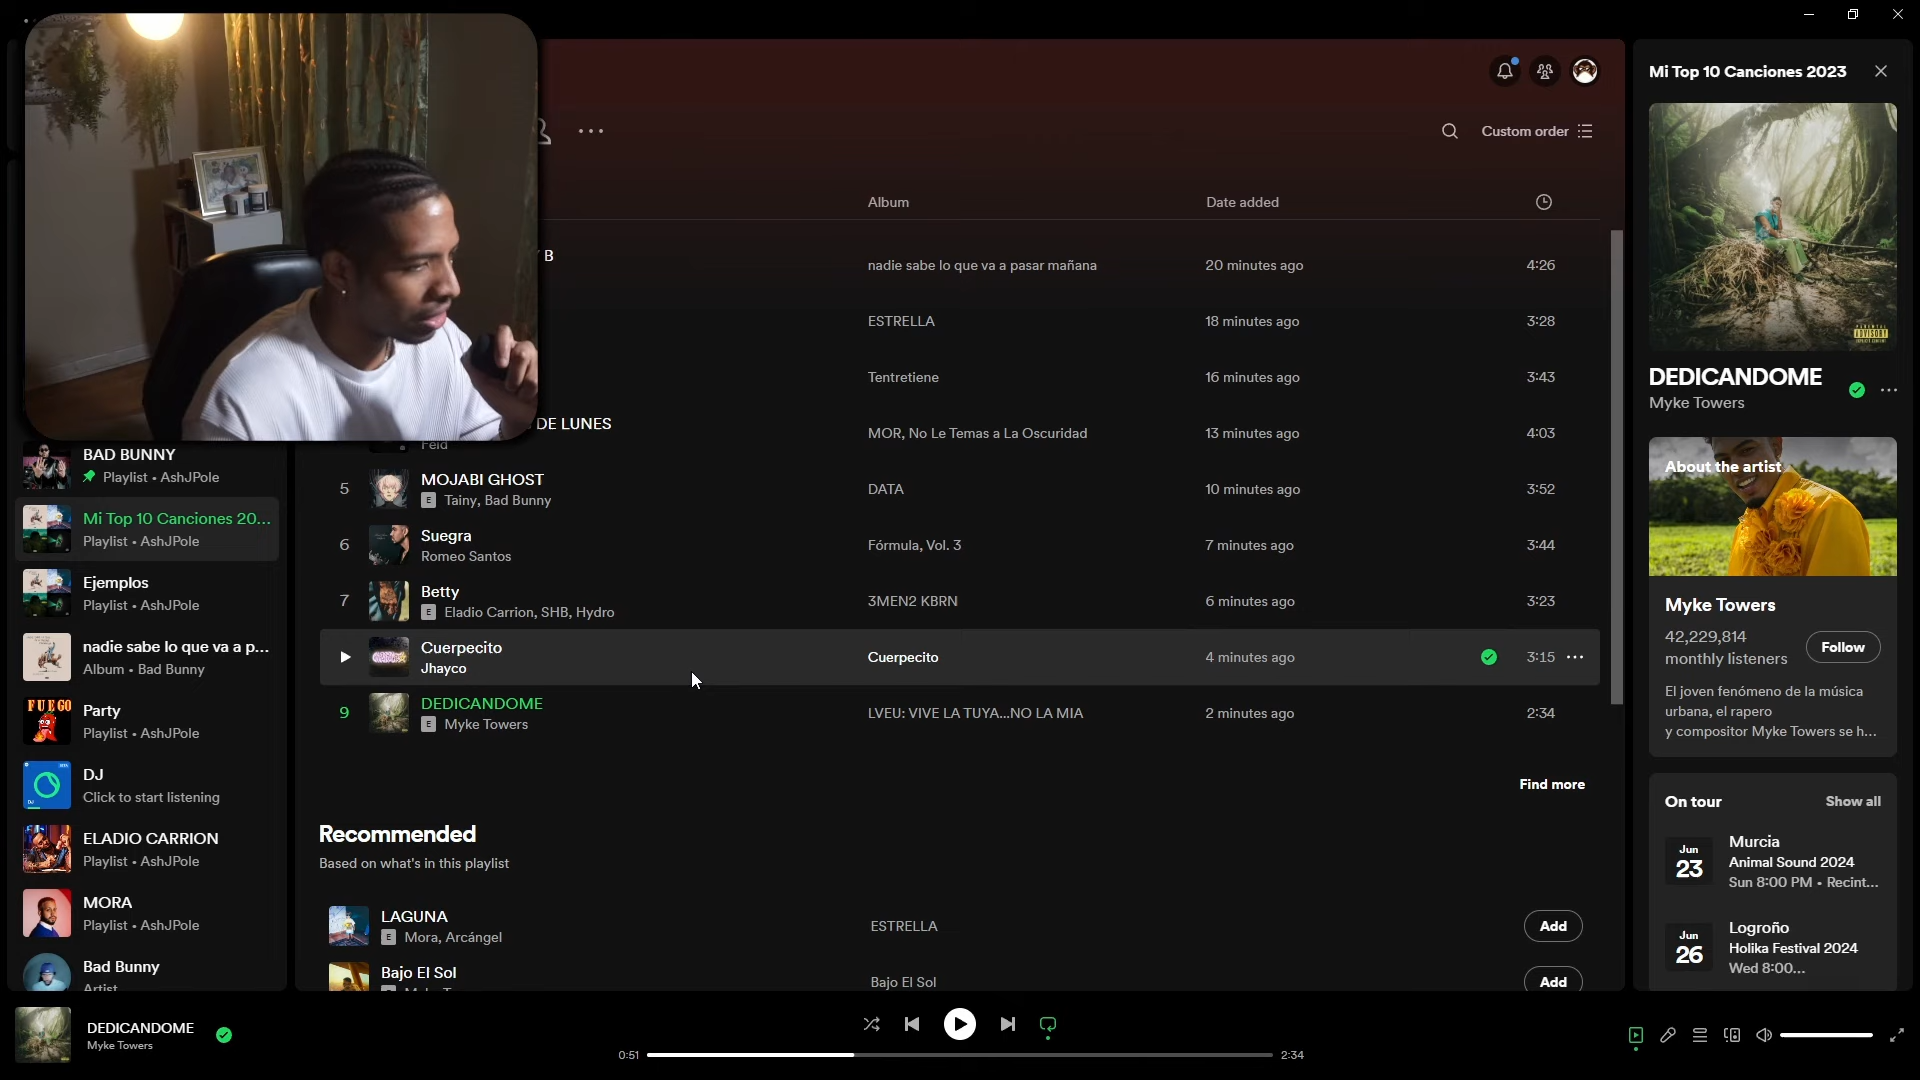 Custom order
Album
Date added
Y B
nadie sabe lo que va a pasar mañana
20 minutes ago
4:26
ESTRELLA
18 minutes ago
3:28
Tentretiene
16 minutes ago
3:43
DE LUNES
Feid
MOR, No Le Temas a La Oscuridad
13 minutes ago
4:03
5
MOJABI GHOST
E Tainy, Bad Bunny
DATA
10 minutes ago
3:52
6
Suegra
Romeo Santos
Fórmula, Vol. 3
7 minutes ago
3:44
7
Betty
E Eladio Carrion, SHB, Hydro
3MEN2 KBRN
6 minutes ago
3:23
Cuerpecito
Jhayco
Cuerpecito
4 minutes ago
3:15
9
DEDICANDOME
E Myke Towers
LVEU: VIVE LA TUYA...NO LA MIA
2 minutes ago
2:34
Find more
Recommended
Based on what's in this playlist
LAGUNA
E Mora, Arcángel
ESTRELLA
Add
Bajo El Sol
Bajo El Sol
Add
BAD BUNNY
Playlist • AshJPole
Mi Top 10 Canciones 20...
Playlist • AshJPole
Ejemplos
Playlist • AshJPole
nadie sabe lo que va a p...
Album • Bad Bunny
FUEGO
Party
Playlist • AshJPole
DJ
Click to start listening
ELADIO CARRION
Playlist • AshJPole
MORA
Playlist • AshJPole
Bad Bunny
Artist
Mi Top 10 Canciones 2023
PARENTAL
ADVISORY
DEDICANDOME
Myke Towers
About the artist
Myke Towers
42,229,814
monthly listeners
Follow
El joven fenómeno de la música
urbana, el rapero
y compositor Myke Towers se h...
On tour
Show all
Jun
23
Murcia
Animal Sound 2024
Sun 8:00 PM • Recint...
Jun
26
Logroño
Holika Festival 2024
Wed 8:00...
DEDICANDOME
Myke Towers
0:51
2:34